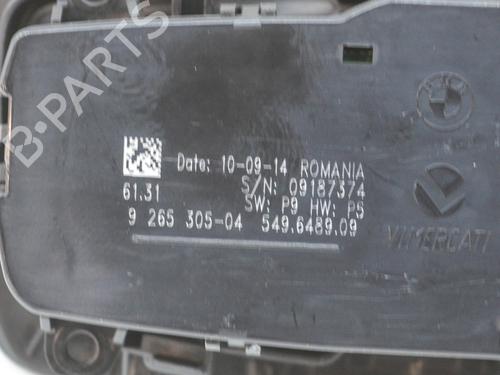 B-PARTS
Date: 10-09-14 ROMANIA
61.31
S/N: 09187374
SW: P9 HW: P5
9 265 305-04 549.6489.09
BMW
VIMERCATI